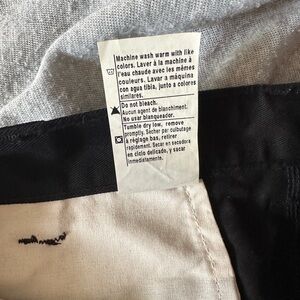 Machine wash warm with like
colors. Laver à la machine à
l'eau chaude avec les mêmes
couleurs. Lavar a máquina
con agua tibia, junto a colores
similares.
Do not bleach.
Aucun agent de blanchiment.
No usar blanqueador.
Tumble dry low, remove
promptly. Sécher par culbutage
à réglage bas, retirer
rapidement. Secar en secadora
en ciclo delicado, y sacar
inmediatamente.